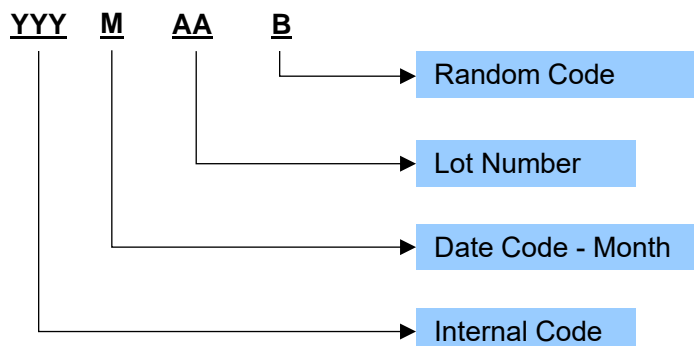 YYY M AA B
Random Code
Lot Number
Date Code - Month
Internal Code